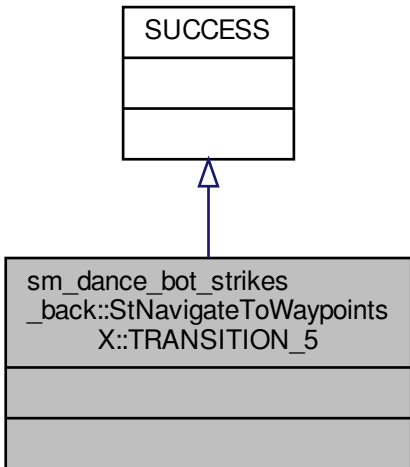 SUCCESS
sm_dance_bot_strikes
_back::StNavigateToWaypoints
X::TRANSITION_5